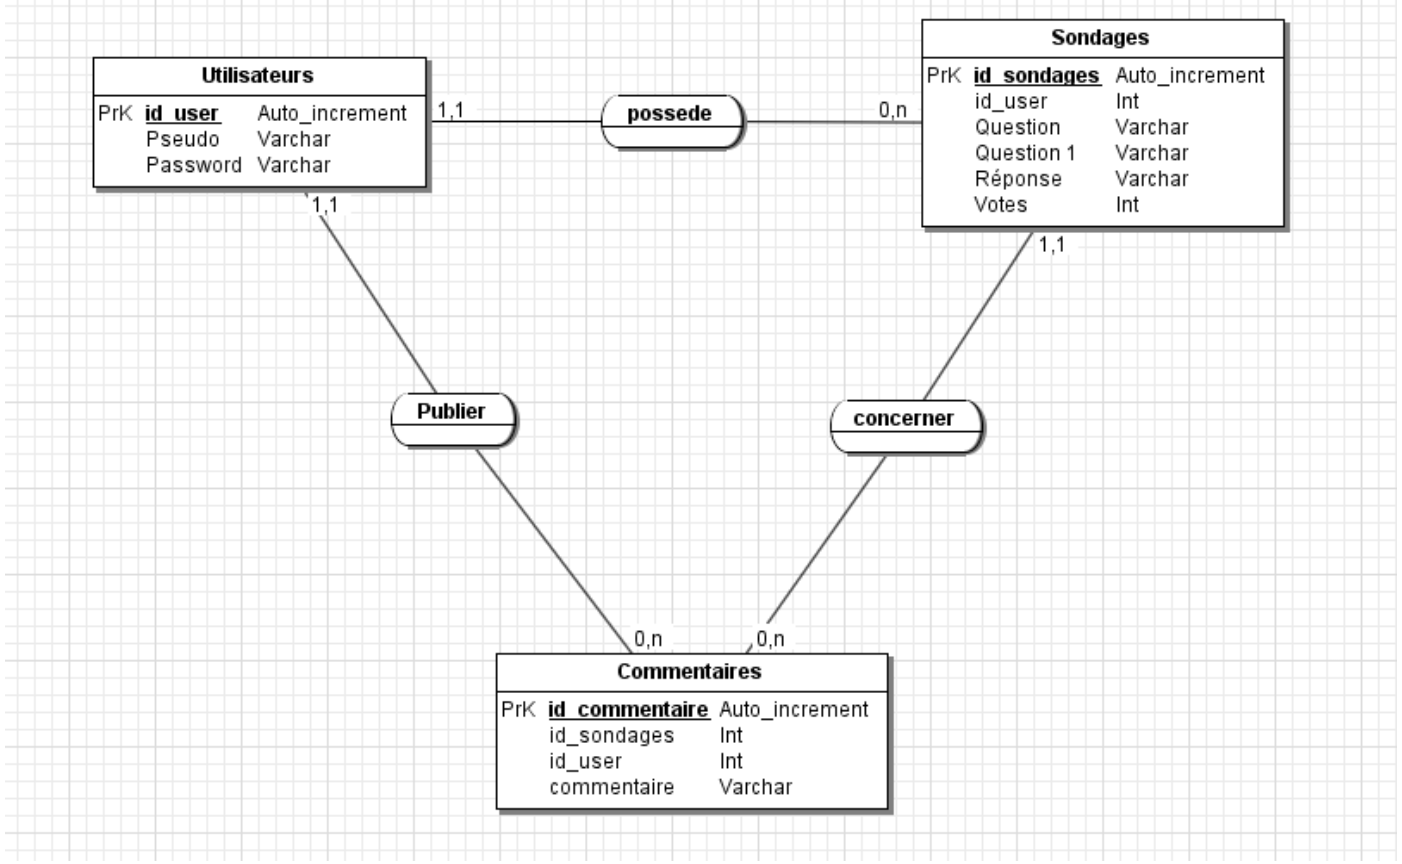 Utilisateurs
PrK id_user Auto_increment
Pseudo Varchar
Password Varchar
1,1
possede
0,n
Sondages
PrK id_sondages Auto_increment
id_user Int
Question Varchar
Question 1 Varchar
Réponse Varchar
Votes Int
1,1
1,1
Publier
concerner
0,n
0,n
Commentaires
PrK id_commentaire Auto_increment
id_sondages Int
id_user Int
commentaire Varchar